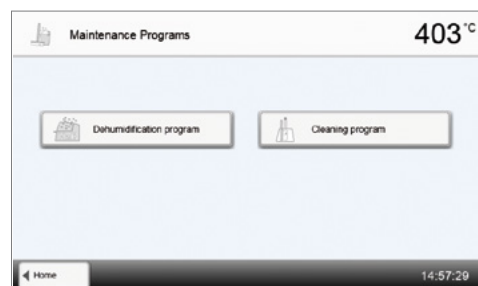 Maintenance Programs
403°C
Dehumidification program
Cleaning program
Home
14:57:29